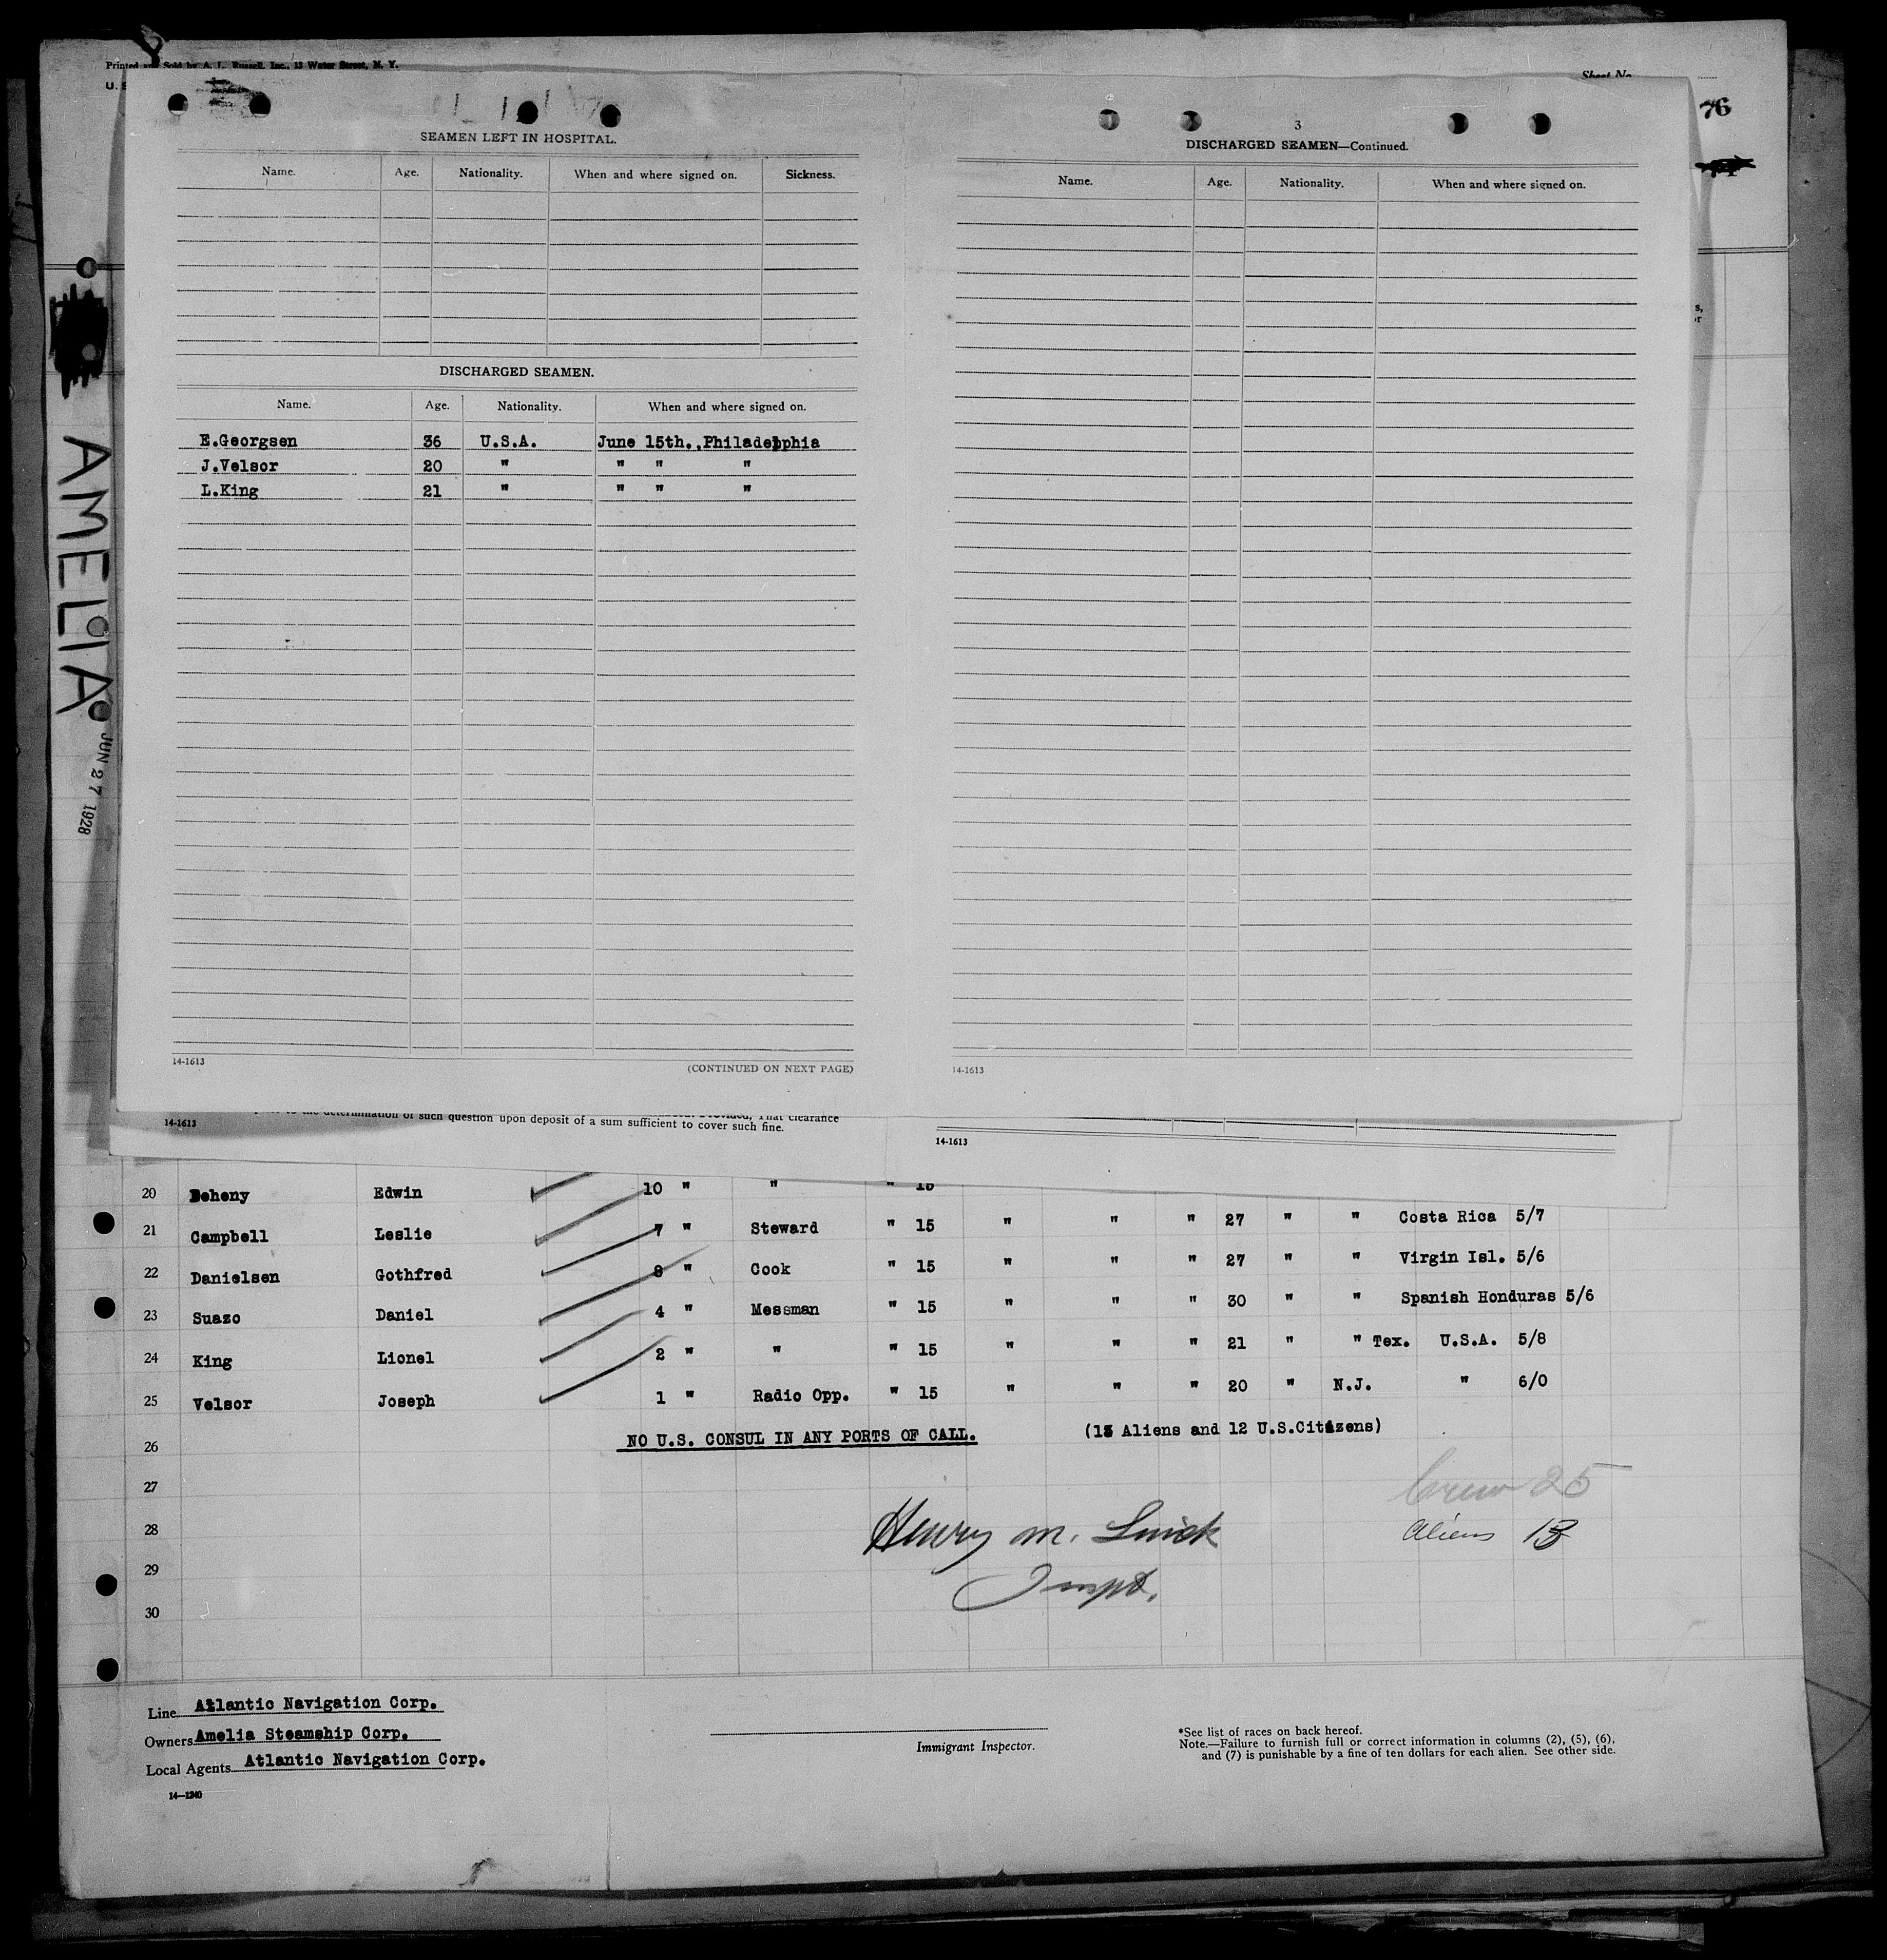 Printed and Sold by A. L. Russell, Inc., 13 Water Street, N. Y.
Sheet No.
U. S
76
AMELIA
JUN 27 1928
SEAMEN LEFT IN HOSPITAL.
Name. Age. Nationality. When and where signed on. Sickness.
DISCHARGED SEAMEN.
Name. Age. Nationality. When and where signed on.
E.Georgsen 36 U.S.A. June 15th. Philadelphia
J.Velsor 20 " " " "
L.King 21 " " " "
14-1613 (CONTINUED ON NEXT PAGE)
3
DISCHARGED SEAMEN—Continued.
Name. Age. Nationality. When and where signed on.
14-1613
s,
r
the determination of such question upon deposit of a sum sufficient to cover such fine. That clearance
14-1613
14-1613
20 Deheny Edwin 10 " " " 15
21 Campbell Leslie 7 " Steward " 15 " " " 27 " " Costa Rica 5/7
22 Danielsen Gothfred 8 " Cook " 15 " " " 27 " " Virgin Isl. 5/6
23 Suazo Daniel 4 " Messman " 15 " " " 30 " " Spanish Honduras 5/6
24 King Lionel 2 " " " 15 " " " 21 " " Tex. U.S.A. 5/8
25 Velsor Joseph 1 " Radio Opp. " 15 " " " 20 " N.J. " 6/0
26 NO U.S. CONSUL IN ANY PORTS OF CALL. (13 Aliens and 12 U.S.Citizens)
27 Crew 25
28 Henry M. Aliens 13
29 Inspt.
30
Line Atlantic Navigation Corp.
Owners Amelia Steamship Corp.
Local Agents Atlantic Navigation Corp.
14—1240
Immigrant Inspector.
*See list of races on back hereof.
Note.—Failure to furnish full or correct information in columns (2), (5), (6),
and (7) is punishable by a fine of ten dollars for each alien. See other side.